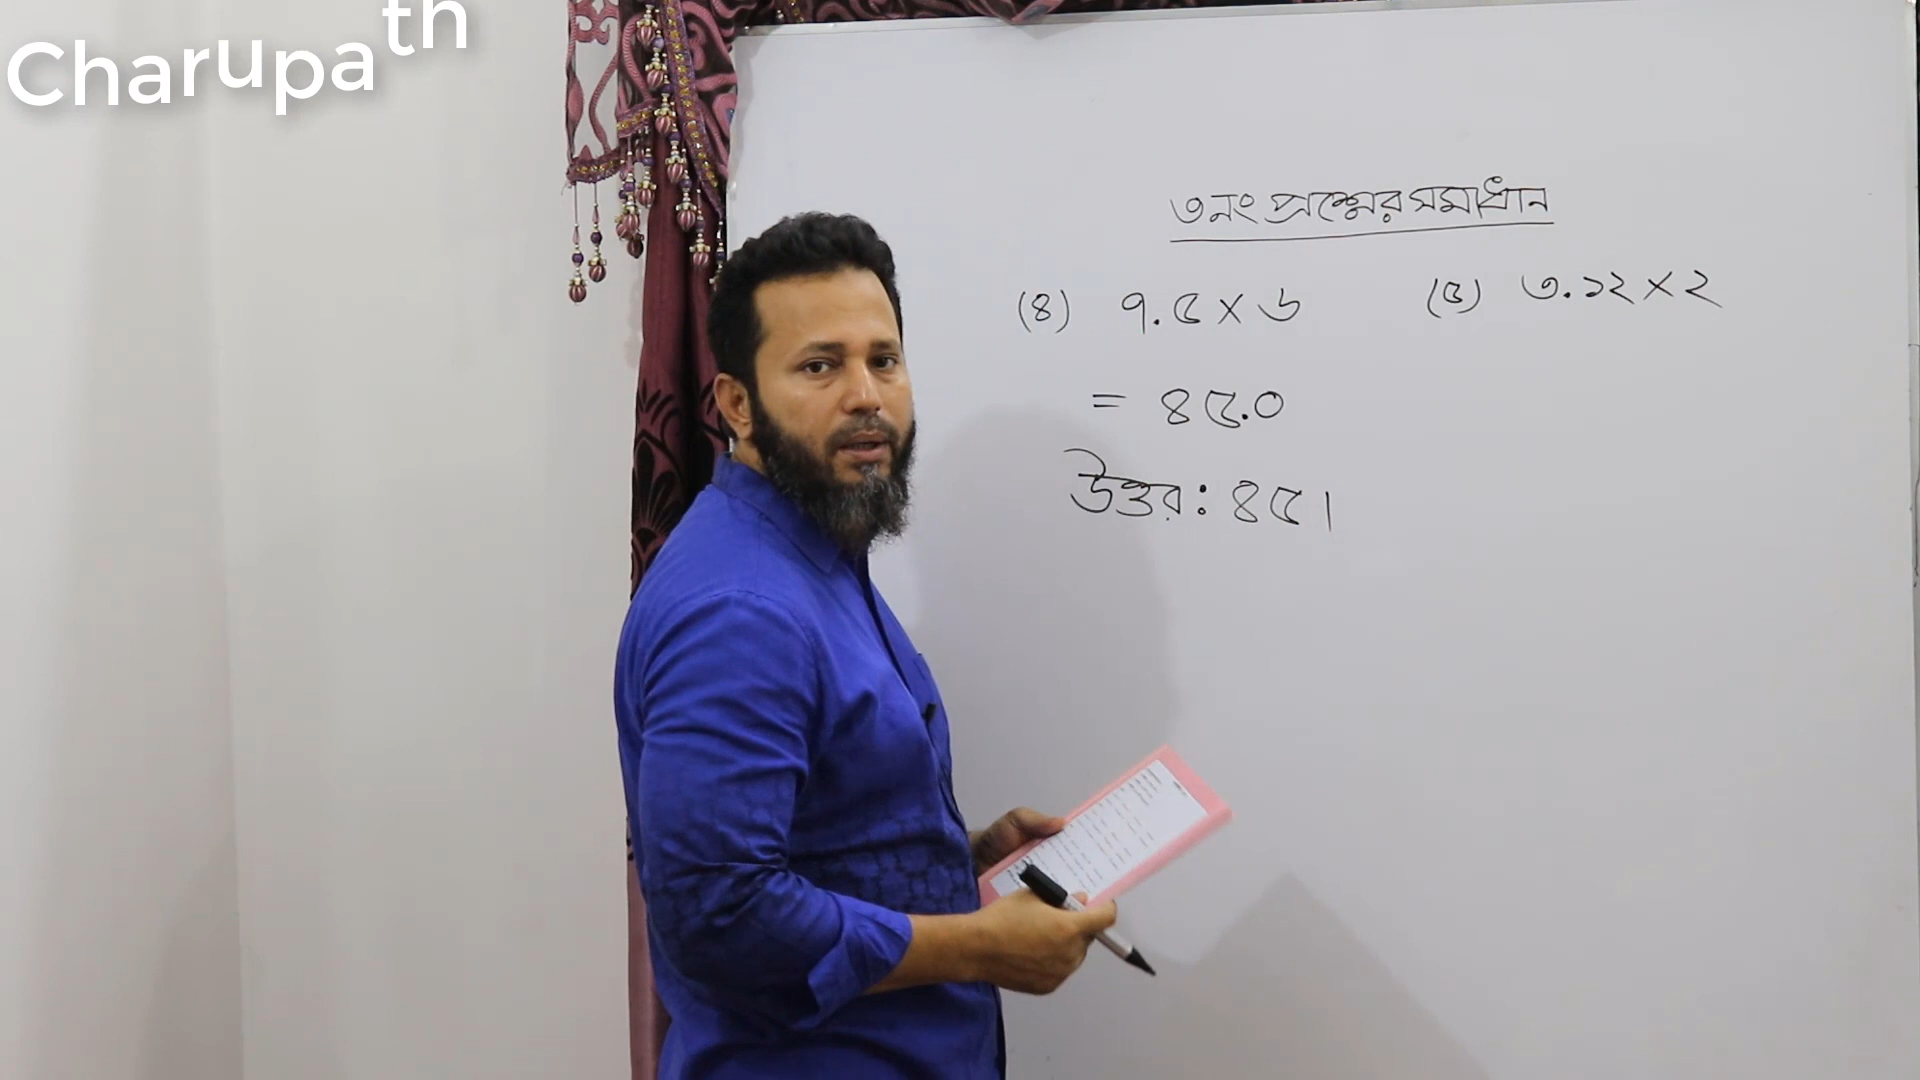 Charupath
৩নং প্রশ্নের সমাধান
(৪) ৭.৫ × ৬
= ৪৫.০
উত্তর: ৪৫।
(৫) ৩.১২ × ২